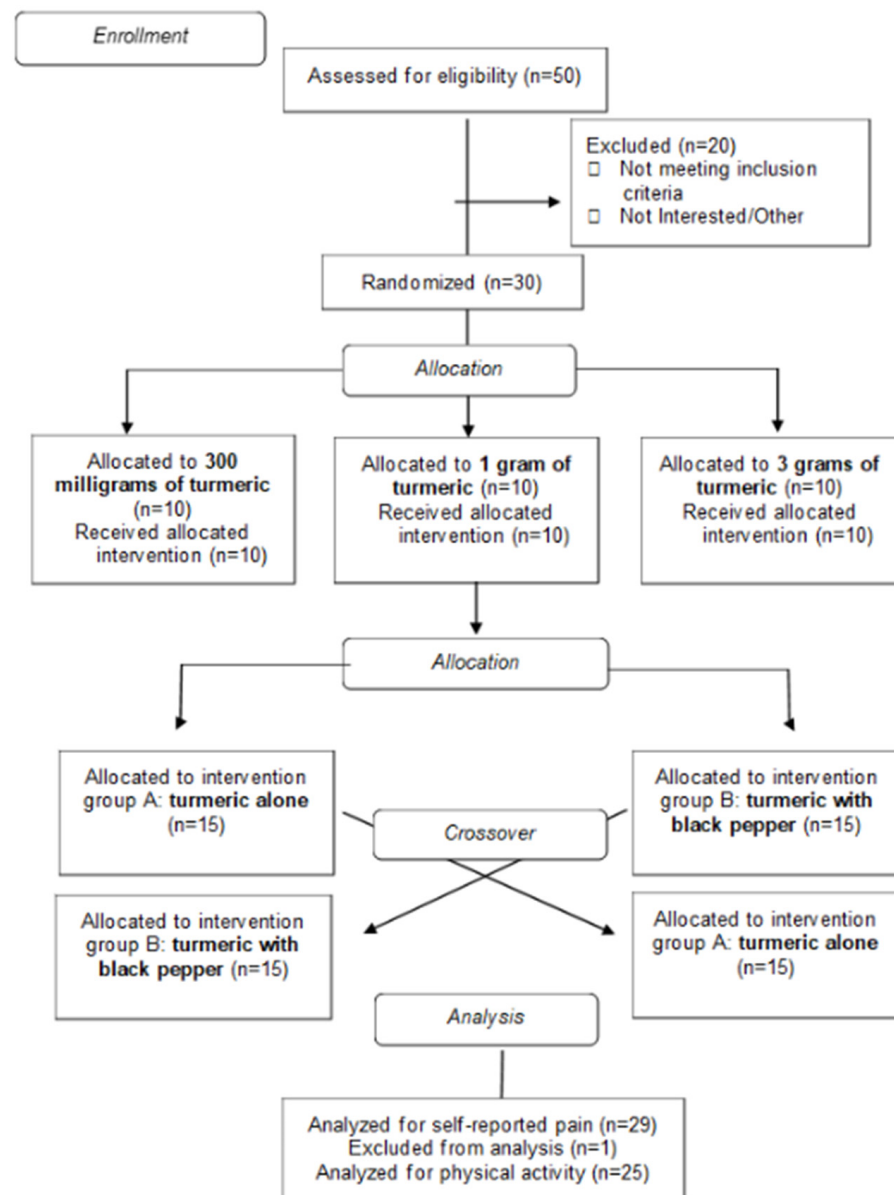 Enrollment
Assessed for eligibility (n=50)
Excluded (n=20)
□ Not meeting inclusion
criteria
□ Not Interested/Other
Randomized (n=30)
Allocation
Allocated to 300
milligrams of turmeric
(n=10)
Received allocated
intervention (n=10)
Allocated to 1 gram of
turmeric (n=10)
Received allocated
intervention (n=10)
Allocated to 3 grams of
turmeric (n=10)
Received allocated
intervention (n=10)
Allocation
Allocated to intervention
group A: turmeric alone
(n=15)
Allocated to intervention
group B: turmeric with
black pepper (n=15)
Crossover
Allocated to intervention
group B: turmeric with
black pepper (n=15)
Allocated to intervention
group A: turmeric alone
(n=15)
Analysis
Analyzed for self-reported pain (n=29)
Excluded from analysis (n=1)
Analyzed for physical activity (n=25)